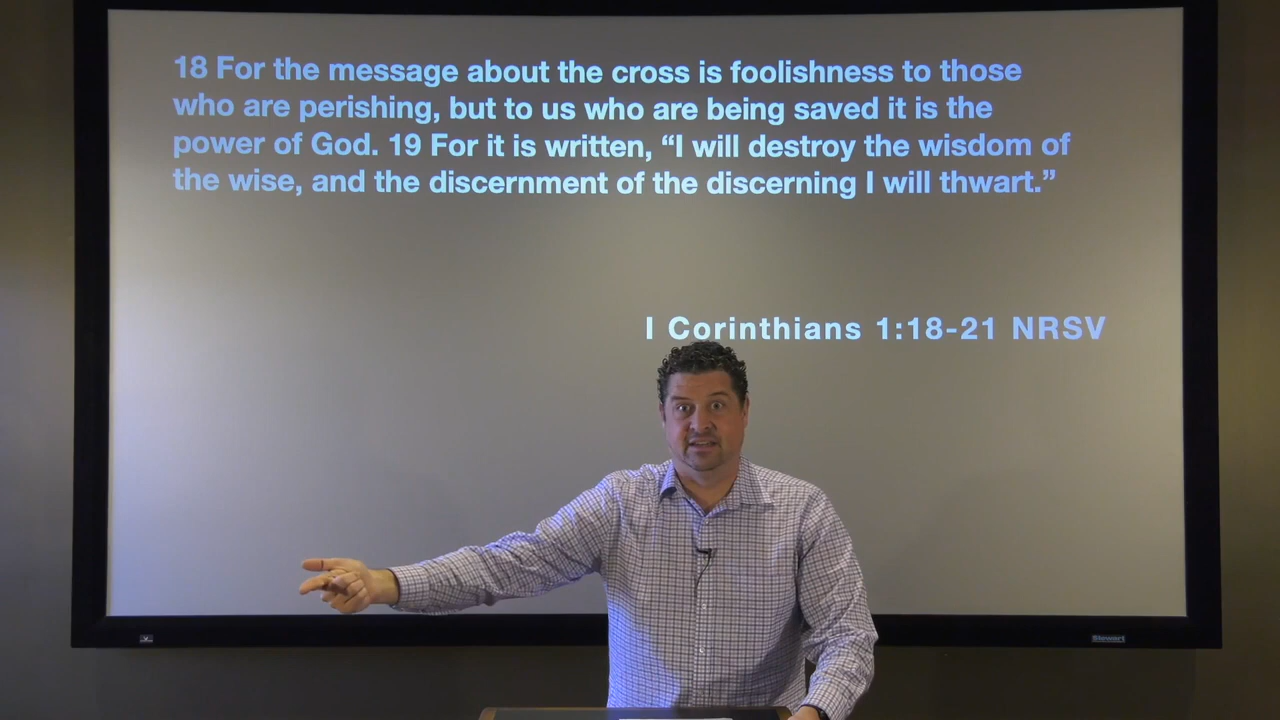 18 For the message about the cross is foolishness to those
who are perishing, but to us who are being saved it is the
power of God. 19 For it is written, “I will destroy the wisdom of
the wise, and the discernment of the discerning I will thwart.”
I Corinthians 1:18-21 NRSV
Stewart